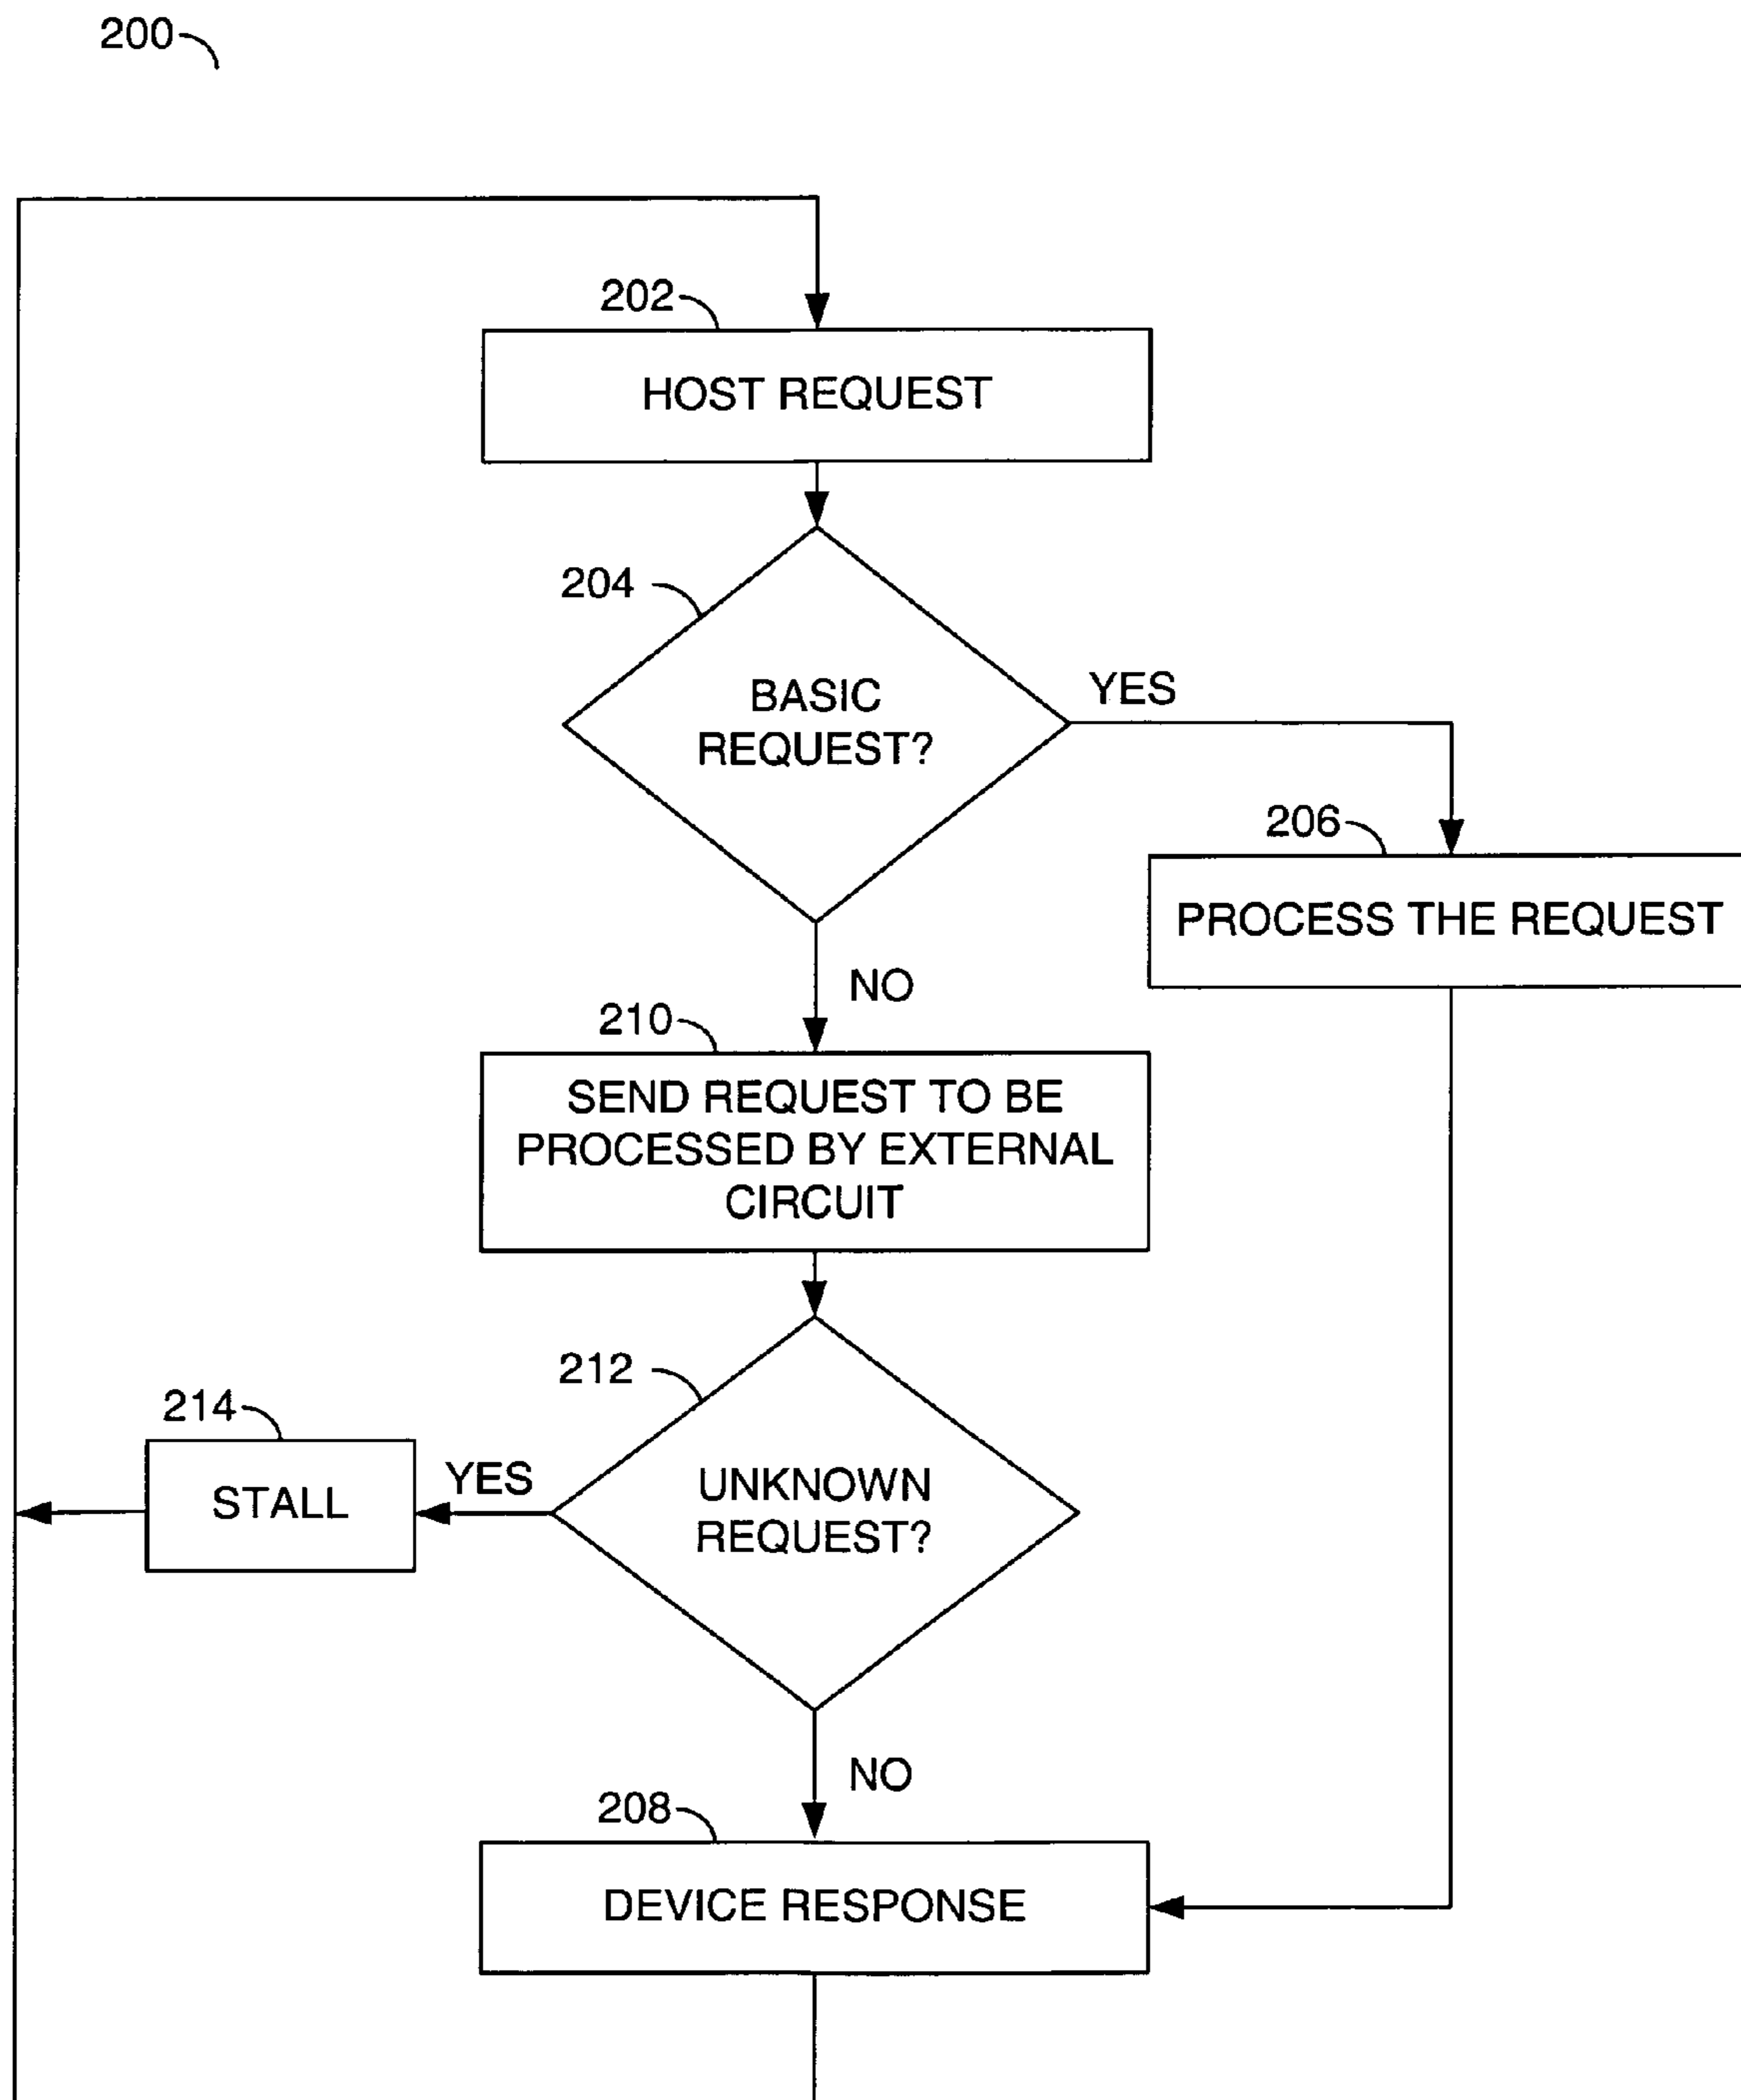 200
202
HOST REQUEST
204
BASIC
REQUEST?
YES
206
PROCESS THE REQUEST
NO
210
SEND REQUEST TO BE
PROCESSED BY EXTERNAL
CIRCUIT
212
214
STALL
YES
UNKNOWN
REQUEST?
NO
208
DEVICE RESPONSE